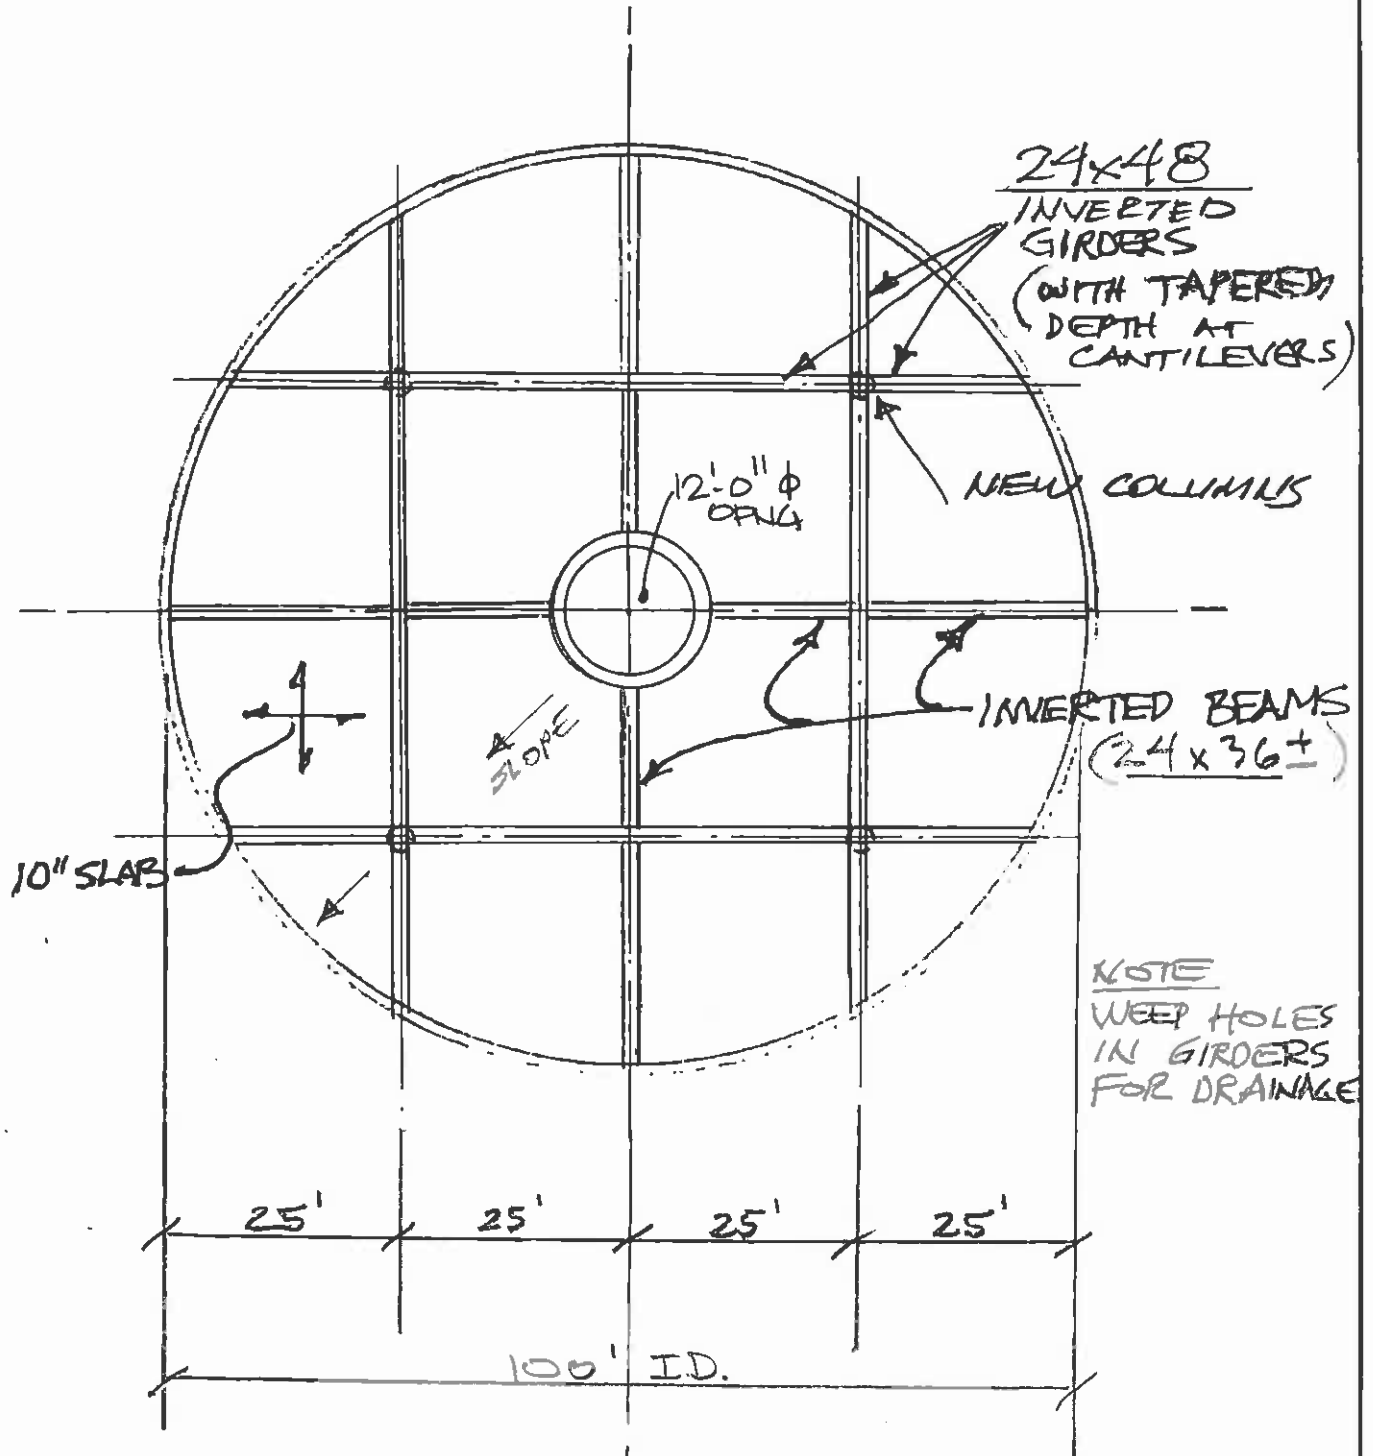 24x48
INVERTED
GIRDERS
(WITH TAPERED
DEPTH AT
CANTILEVERS)
12'-0" ϕ
OPNG
NEW COLUMNS
INVERTED BEAMS
(24 x 36 ±)
SLOPE
10" SLAB
NOTE
WEEP HOLES
IN GIRDERS
FOR DRAINAGE
25' 25' 25' 25'
100' I.D.